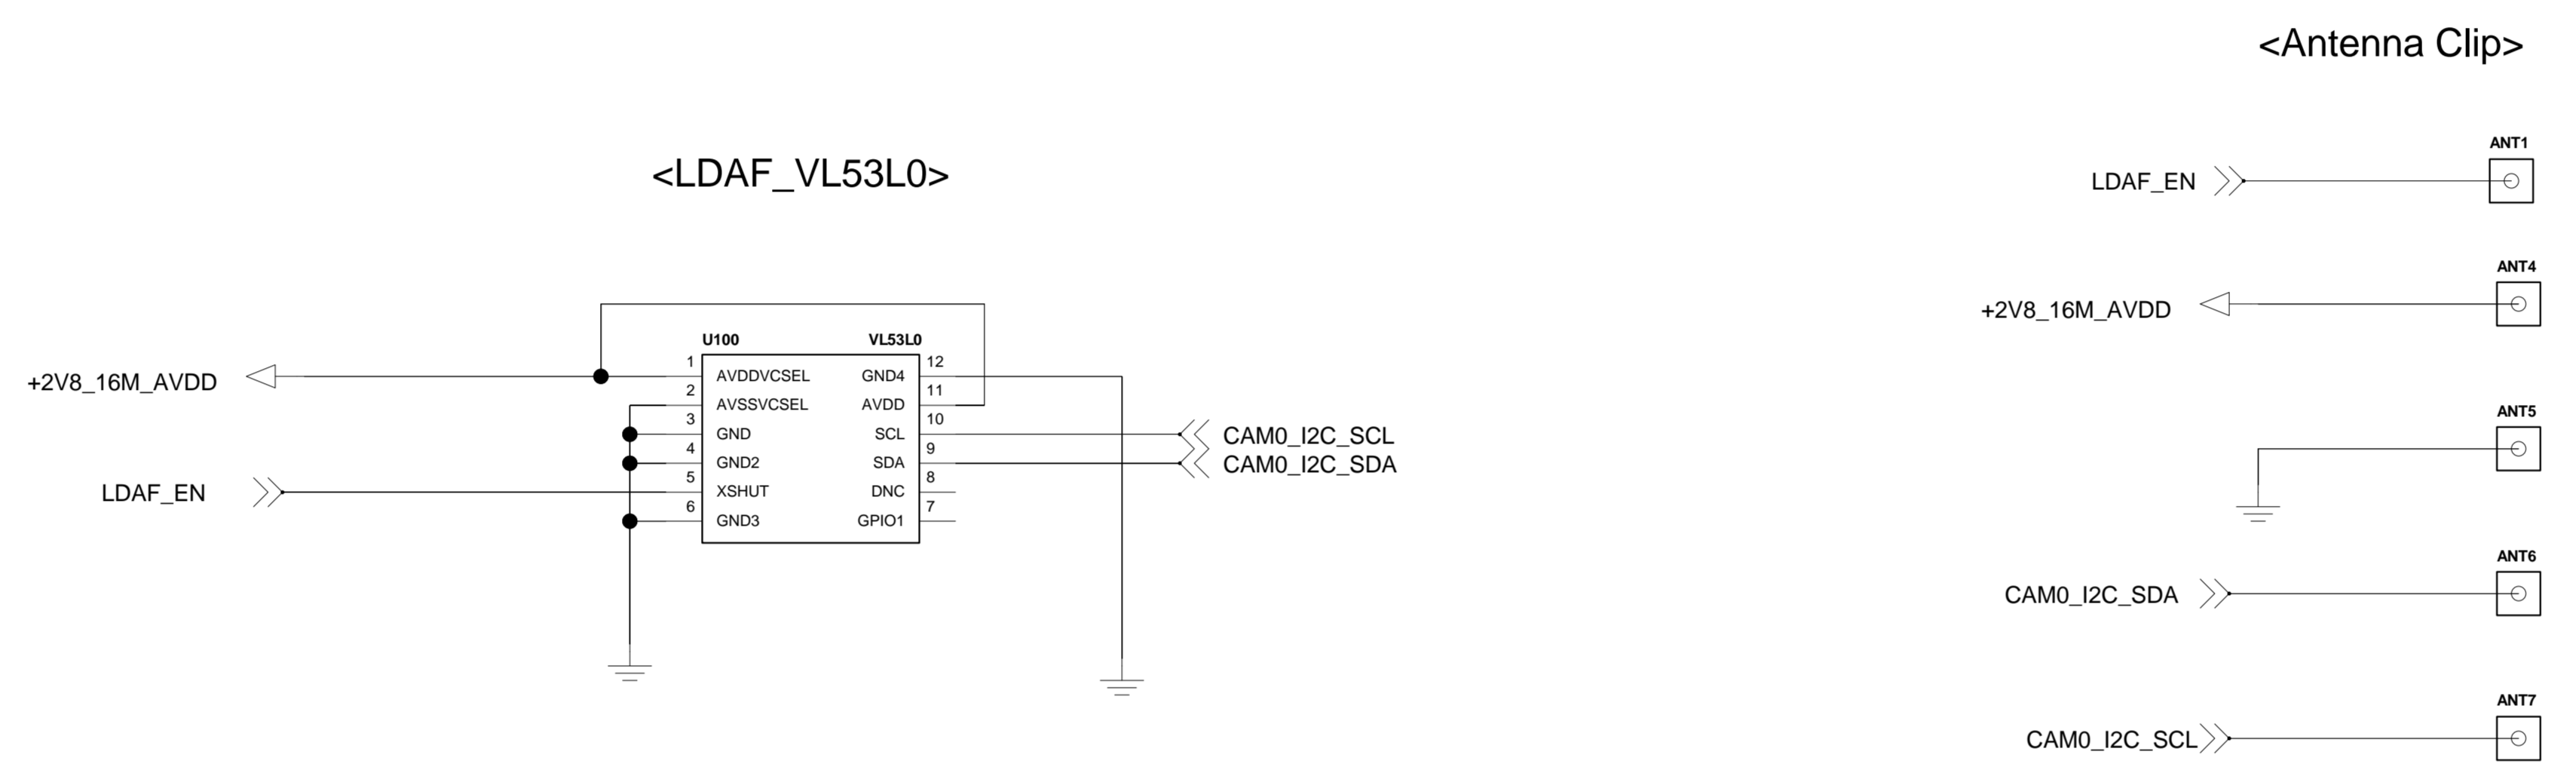 <Antenna Clip>
<LDAF_VL53L0>
U100 VL53L0
+2V8_16M_AVDD
1 AVDDVCSEL GND4 12
2 AVSSVCSEL AVDD 11
3 GND SCL 10 CAM0_I2C_SCL
4 GND2 SDA 9 CAM0_I2C_SDA
LDAF_EN 5 XSHUT DNC 8
6 GND3 GPIO1 7
ANT1
LDAF_EN
ANT4
+2V8_16M_AVDD
ANT5
ANT6
CAM0_I2C_SDA
ANT7
CAM0_I2C_SCL